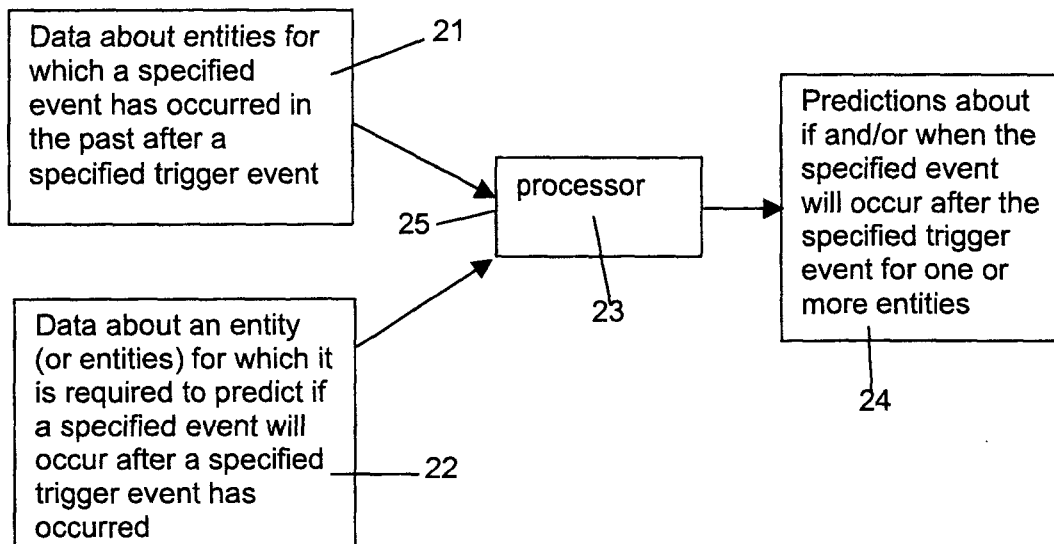 Data about entities for
which a specified
event has occurred in
the past after a
specified trigger event
21
processor
25
23
Predictions about
if and/or when the
specified event
will occur after the
specified trigger
event for one or
more entities
24
Data about an entity
(or entities) for which it
is required to predict if
a specified event will
occur after a specified
trigger event has
occurred
22